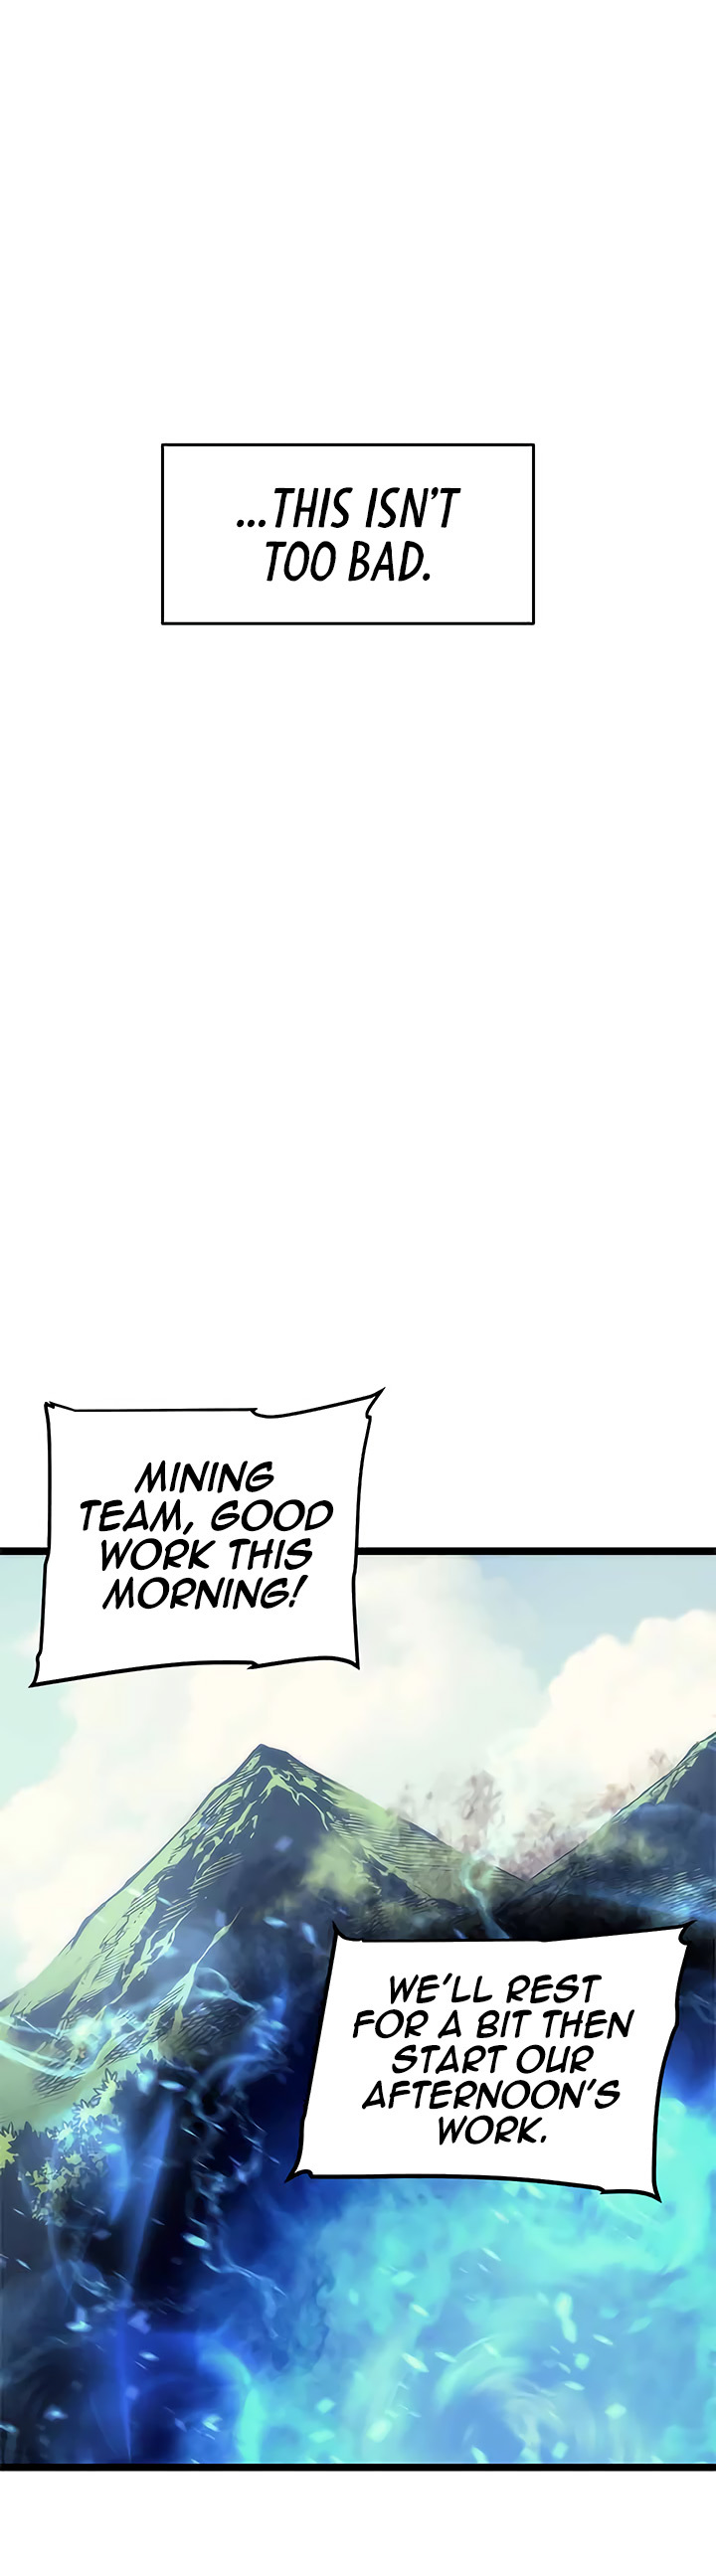 ...THIS ISN'T
TOO BAD.
MINING
TEAM, GOOD
WORK THIS
MORNING!
WE'LL REST
FOR A BIT THEN
START OUR
AFTERNOON'S
WORK.